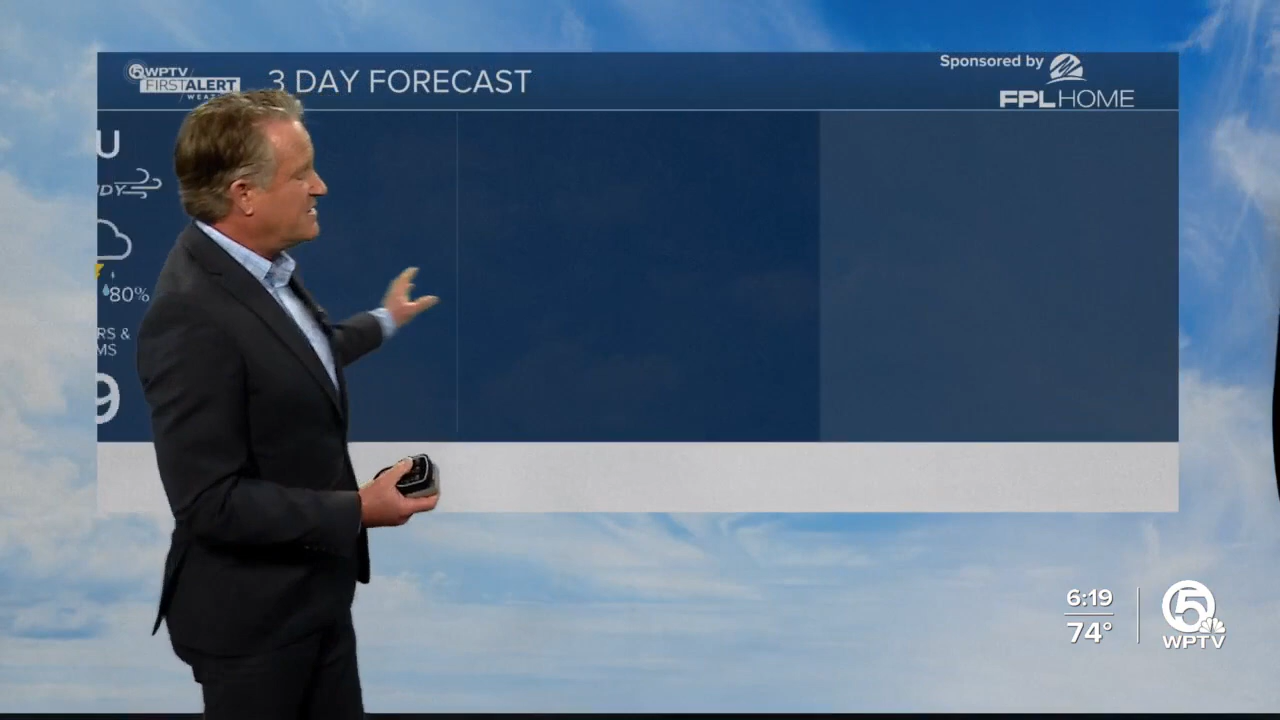 5 WPTV
FIRST ALERT
3 DAY FORECAST
Sponsored by
FPL HOME
U
DY
80%
RS &
MS
9
6:19
74°
5
WPTV